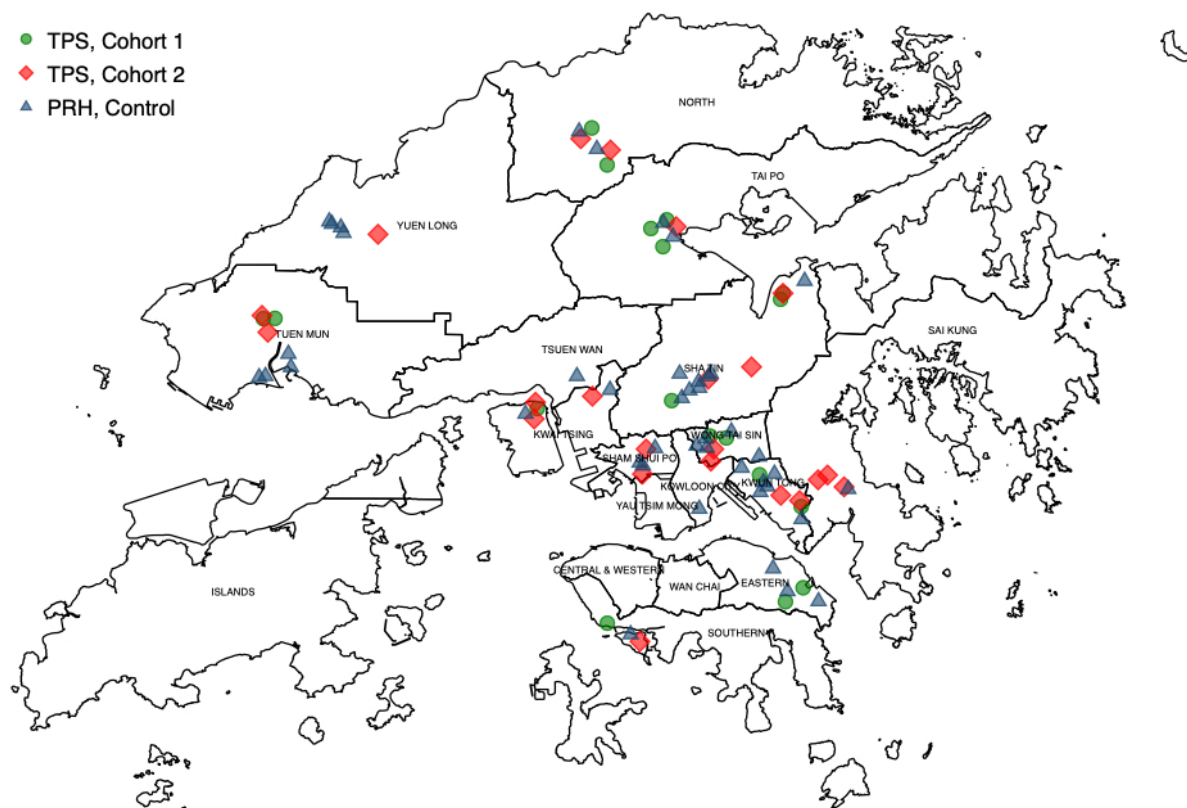 TPS, Cohort 1
TPS, Cohort 2
PRH, Control
NORTH
TAI PO
YUEN LONG
TUEN MUN
SAI KUNG
TSUEN WAN
SHA TIN
KWAI TSING
WONG TAI SIN
SHAM SHUI PO
KWUN TONG
KOWLOON
YAU TSIM MONG
CENTRAL & WESTERN
WAN CHAI
EASTERN
ISLANDS
SOUTHERN